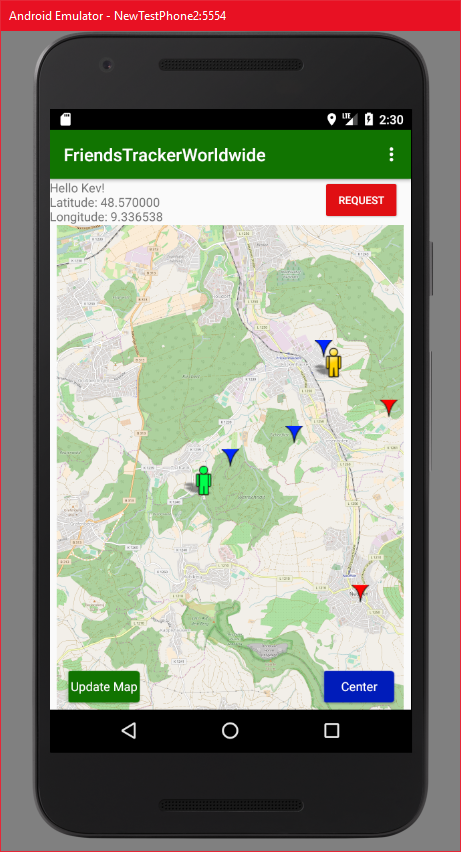 Android Emulator - NewTestPhone2:5554
LTE
2:30
FriendsTrackerWorldwide
Hello Kev!
Latitude: 48.570000
Longitude: 9.336538
REQUEST
Update Map
Center